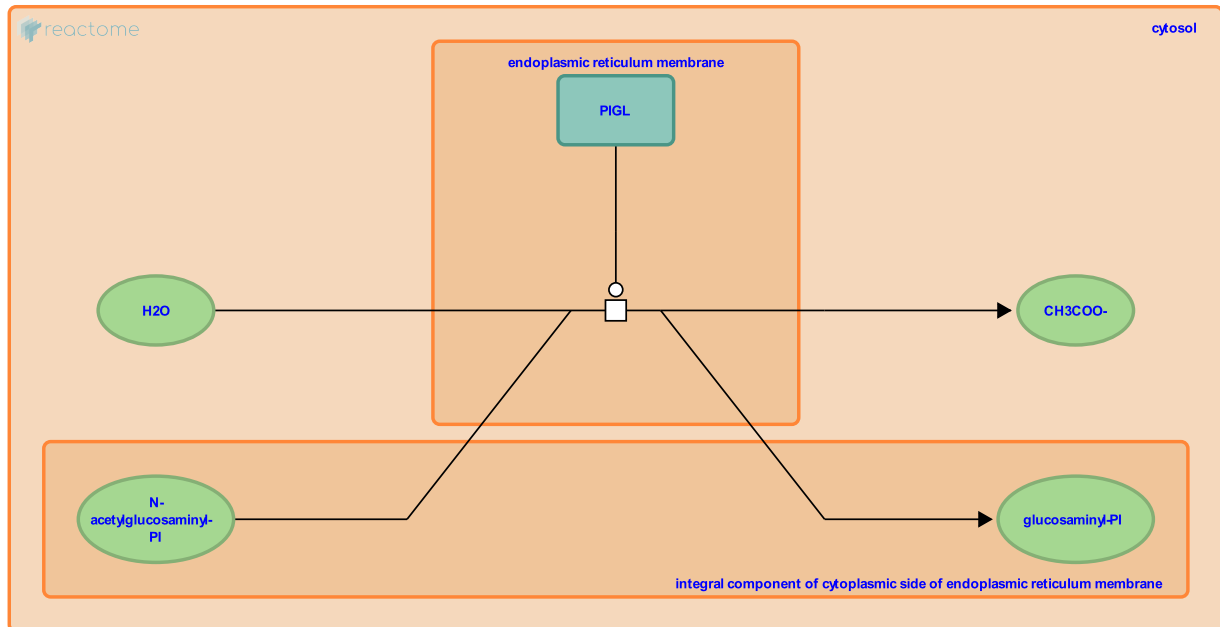 reactome
cytosol
endoplasmic reticulum membrane
PIGL
H2O
CH3COO-
N-
acetylglucosaminyl-
PI
glucosaminyl-PI
integral component of cytoplasmic side of endoplasmic reticulum membrane